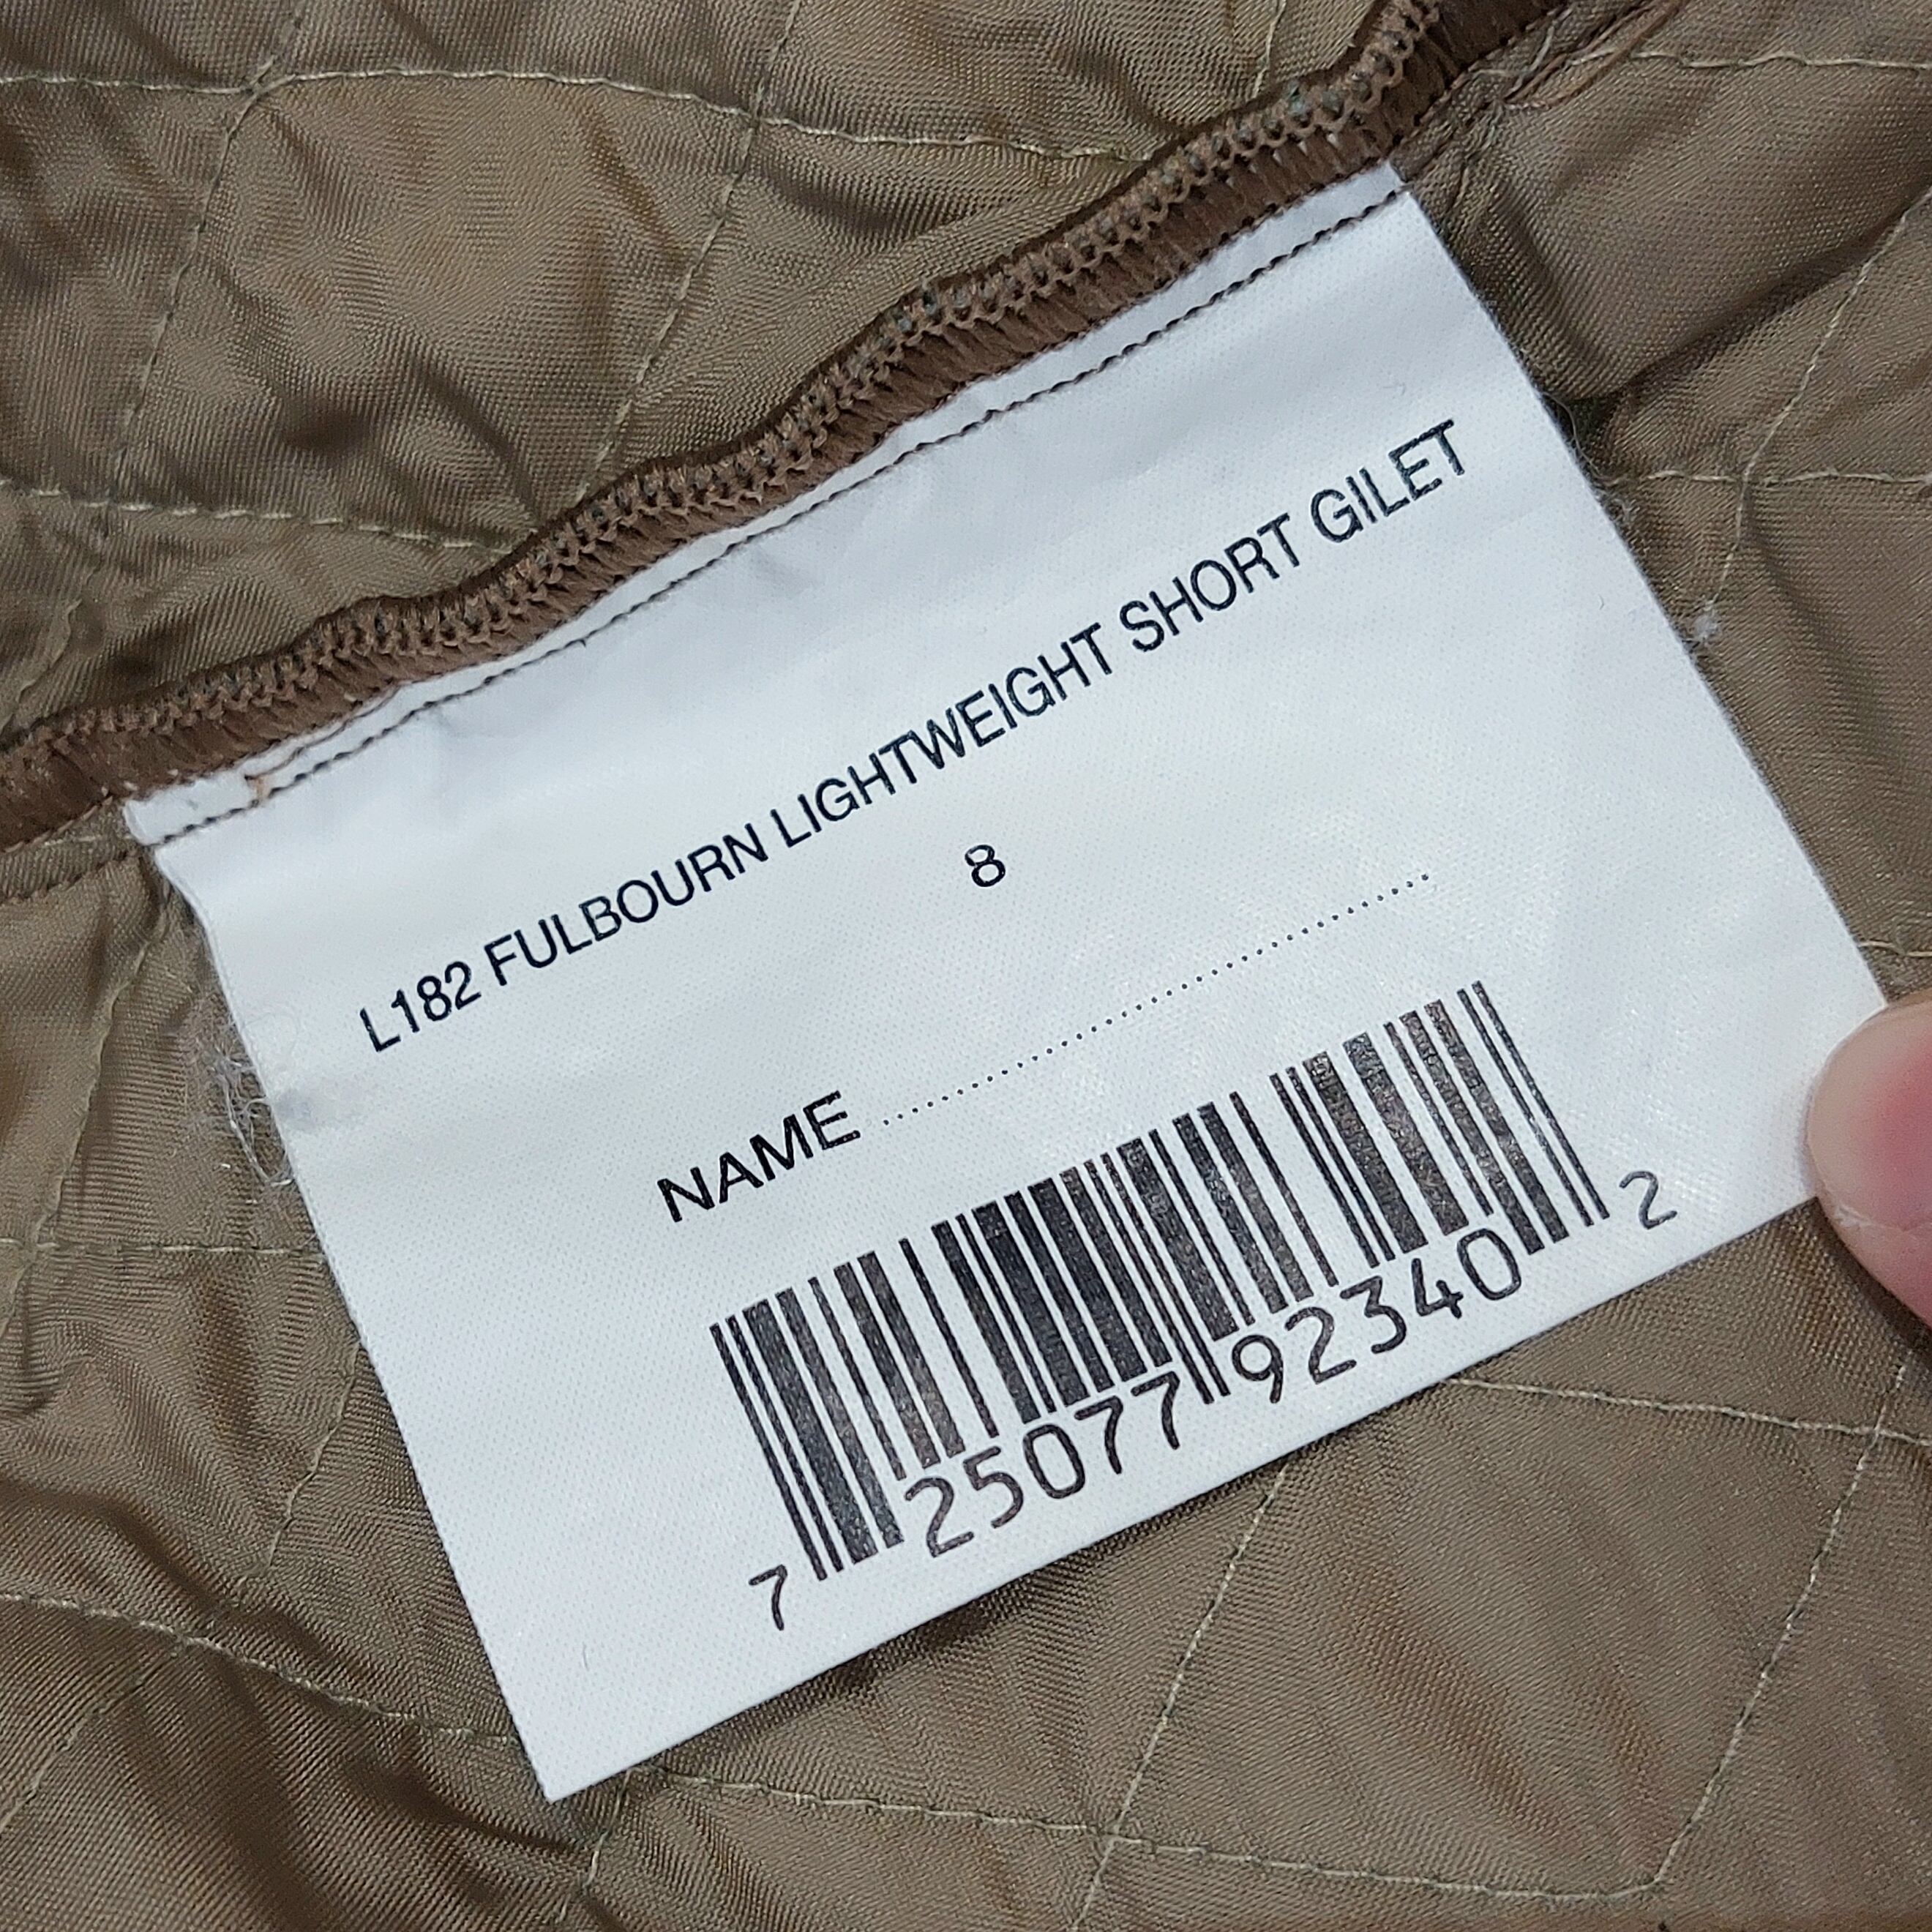 L182 FULBOURN LIGHTWEIGHT SHORT GILET
8
NAME ..............................................
7 25077 92340 2